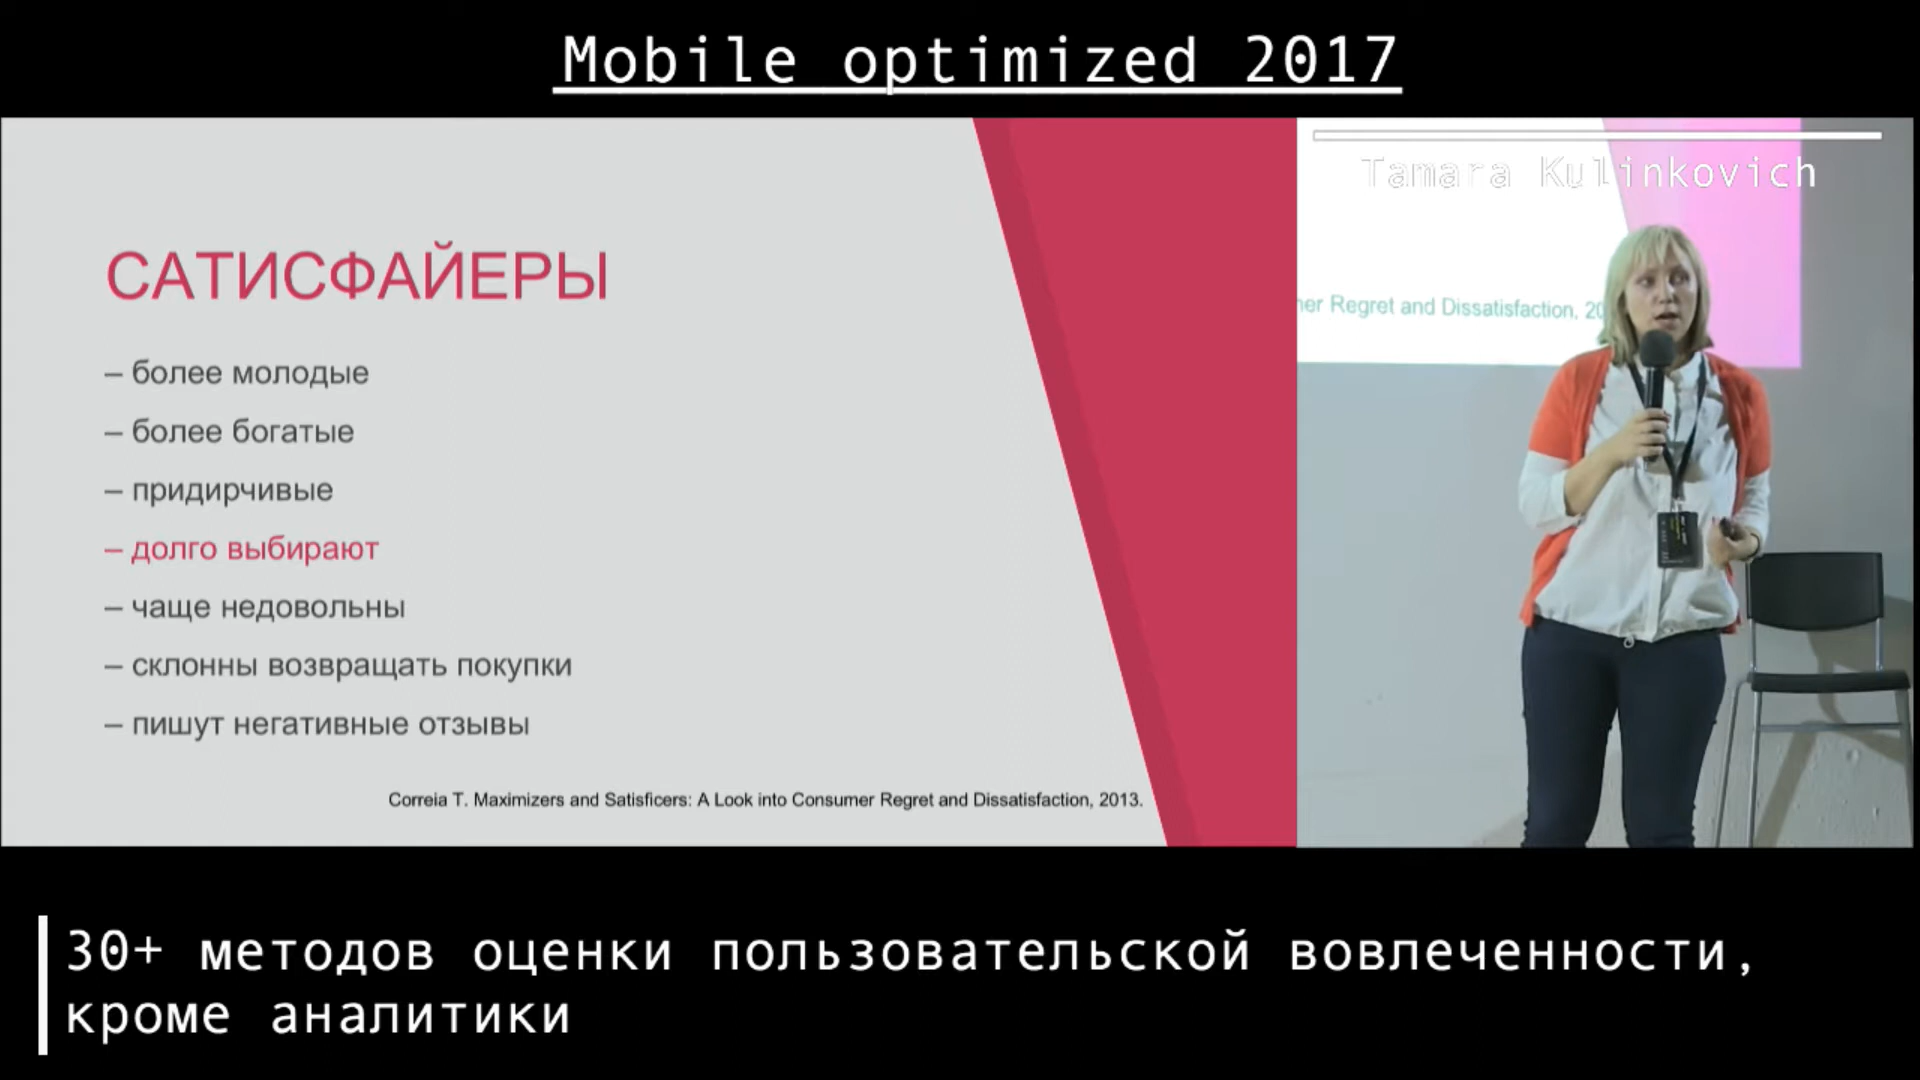 Mobile optimized 2017
САТИСФАЙЕРЫ
– более молодые
– более богатые
– придирчивые
– долго выбирают
– чаще недовольны
– склонны возвращать покупки
– пишут негативные отзывы
Correia T. Maximizers and Satisficers: A Look into Consumer Regret and Dissatisfaction, 2013.
Tamara Kulinkovich
Regret and Dissatisfaction,
30+ методов оценки пользовательской вовлеченности,
кроме аналитики